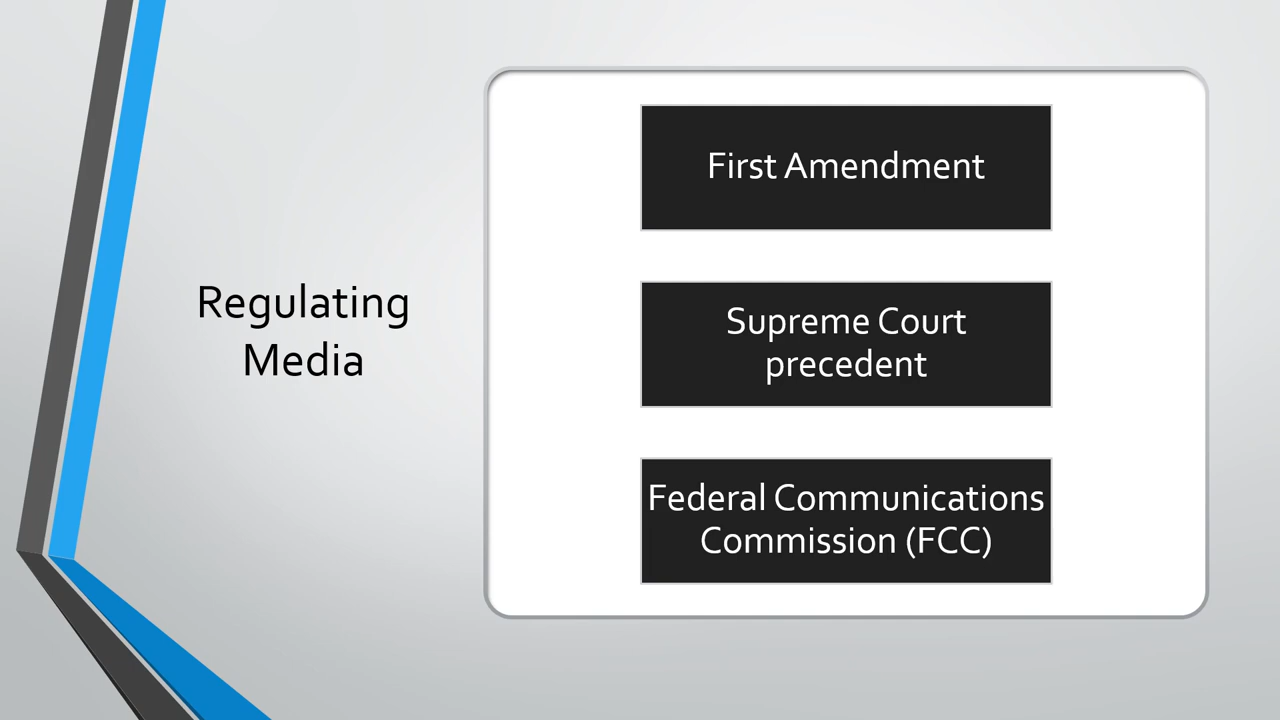 Regulating
Media
First Amendment
Supreme Court
precedent
Federal Communications
Commission (FCC)